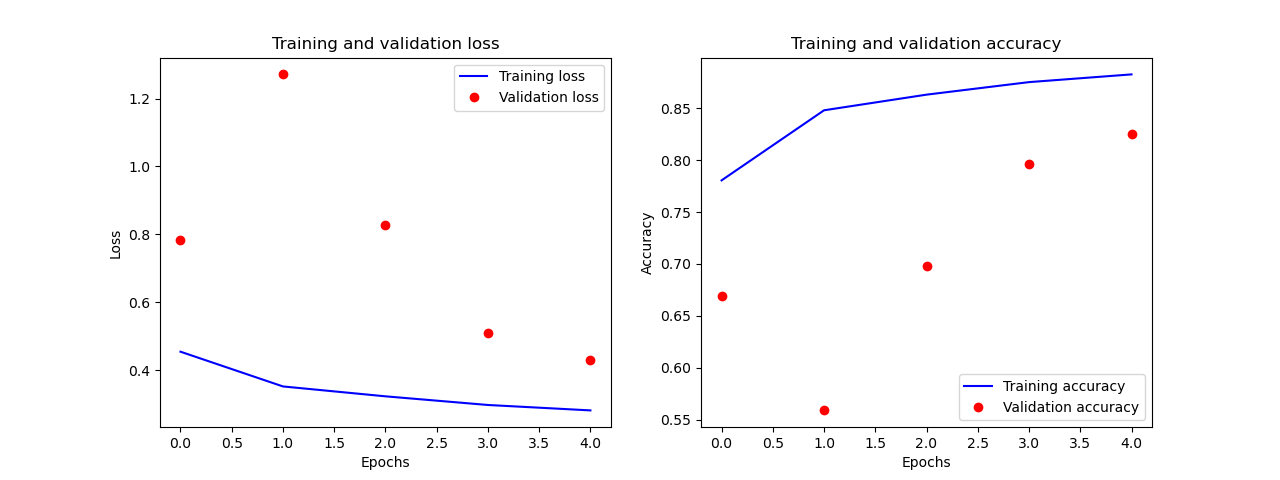 Training and validation loss
Training loss
Validation loss
1.2
1.0
0.8
0.6
0.4
Loss
0.0 0.5 1.0 1.5 2.0 2.5 3.0 3.5 4.0
Epochs
Training and validation accuracy
0.85
0.80
0.75
0.70
0.65
0.60
0.55
Accuracy
Training accuracy
Validation accuracy
0.0 0.5 1.0 1.5 2.0 2.5 3.0 3.5 4.0
Epochs